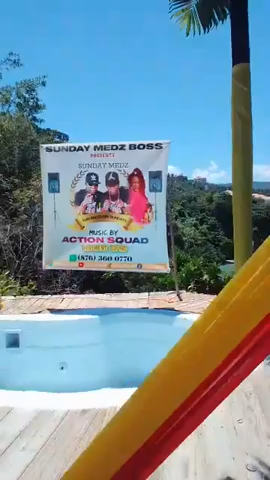 SUNDAY MEDZ BOSS
PRESENTS
SUNDAY MEDZ
MUSIC BY
ACTION SQUAD
(876) 360 0770